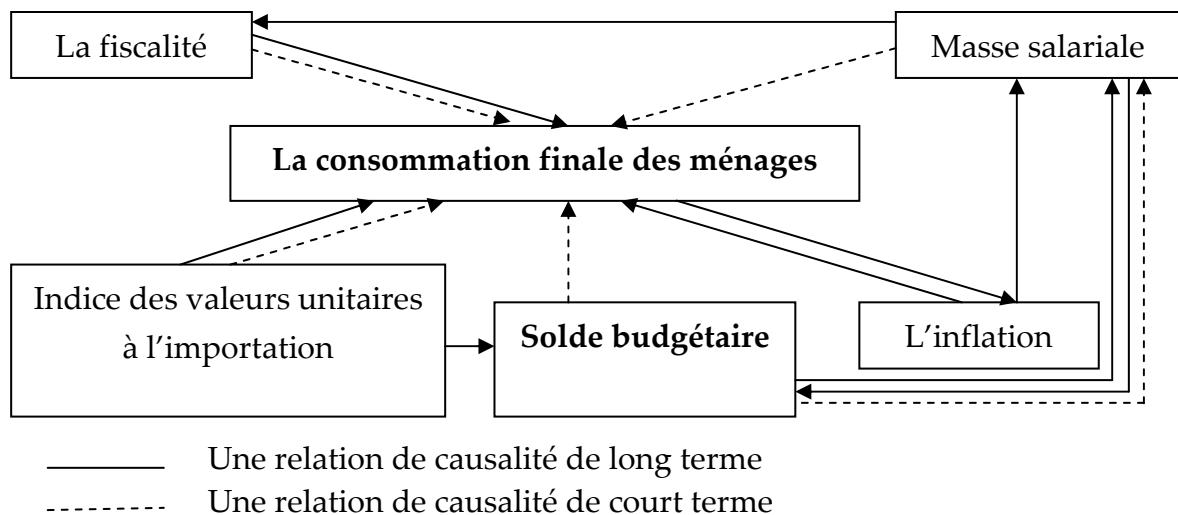 La fiscalité
Masse salariale
La consommation finale des ménages
Indice des valeurs unitaires
à l’importation
Solde budgétaire
L’inflation
Une relation de causalité de long terme
Une relation de causalité de court terme